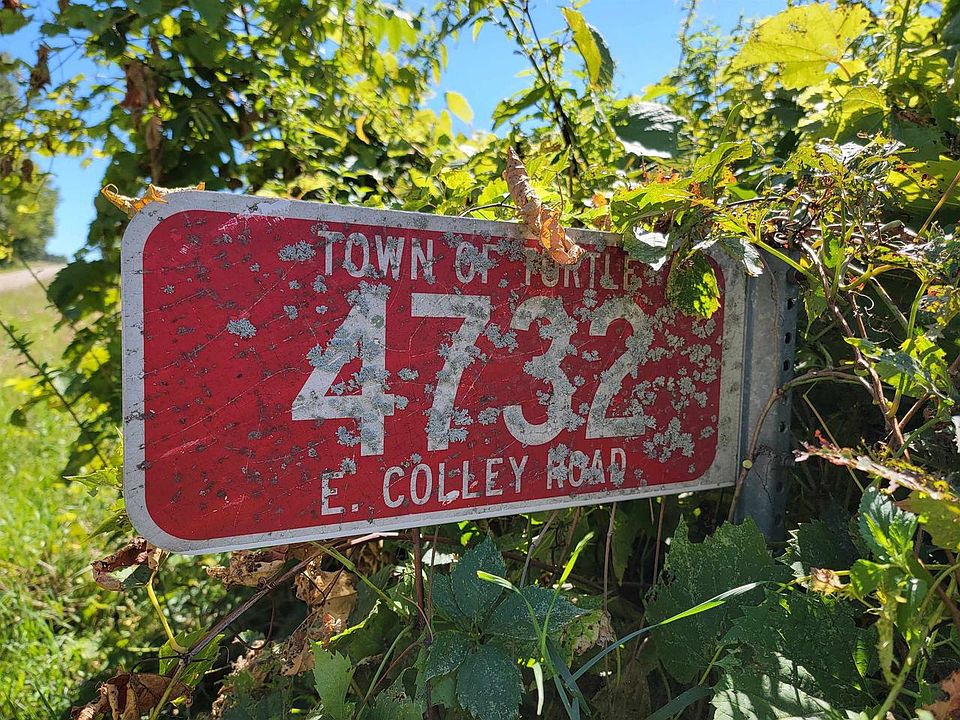 TOWN OF TURTLE
4732
E. COLLEY ROAD